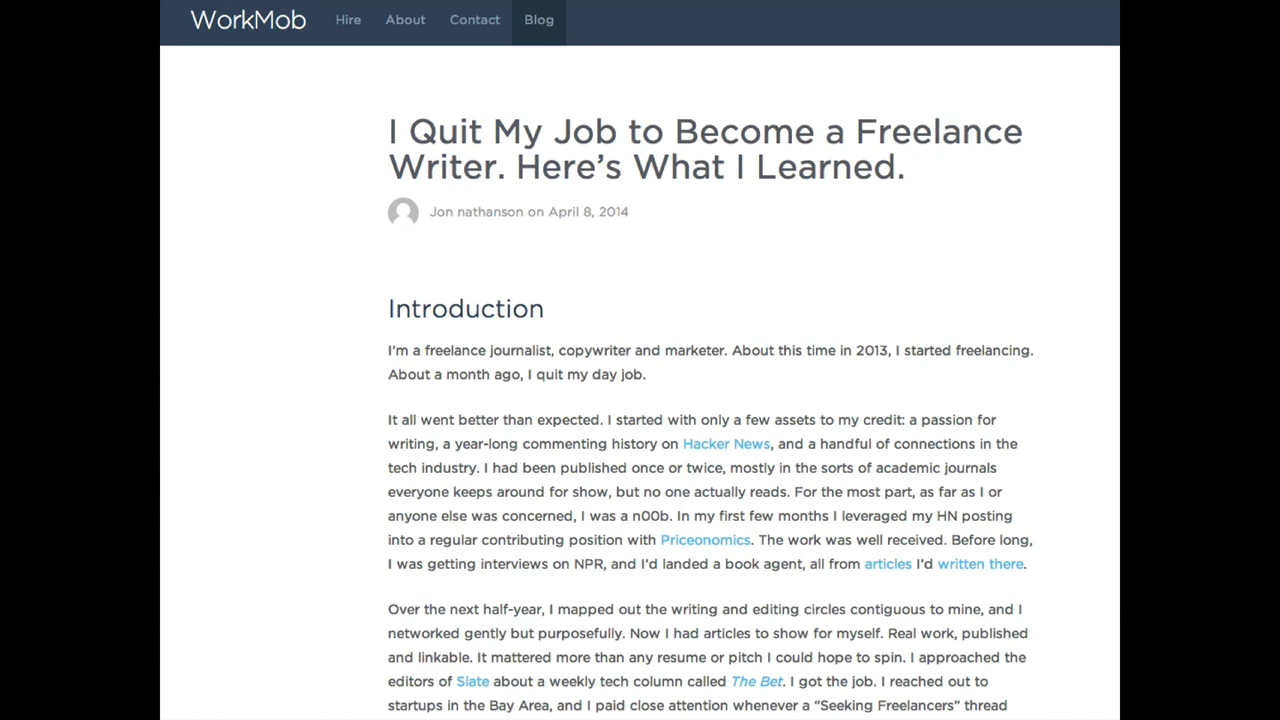 WorkMob Hire About Contact Blog
I Quit My Job to Become a Freelance
Writer. Here's What I Learned.
Jon nathanson on April 8, 2014
Introduction
I'm a freelance journalist, copywriter and marketer. About this time in 2013, I started freelancing.
About a month ago, I quit my day job.
It all went better than expected. I started with only a few assets to my credit: a passion for
writing, a year-long commenting history on Hacker News, and a handful of connections in the
tech industry. I had been published once or twice, mostly in the sorts of academic journals
everyone keeps around for show, but no one actually reads. For the most part, as far as I or
anyone else was concerned, I was a n00b. In my first few months I leveraged my HN posting
into a regular contributing position with Priceonomics. The work was well received. Before long,
I was getting interviews on NPR, and I'd landed a book agent, all from articles I'd written there.
Over the next half-year, I mapped out the writing and editing circles contiguous to mine, and I
networked gently but purposefully. Now I had articles to show for myself. Real work, published
and linkable. It mattered more than any resume or pitch I could hope to spin. I approached the
editors of Slate about a weekly tech column called The Bet. I got the job. I reached out to
startups in the Bay Area, and I paid close attention whenever a “Seeking Freelancers” thread